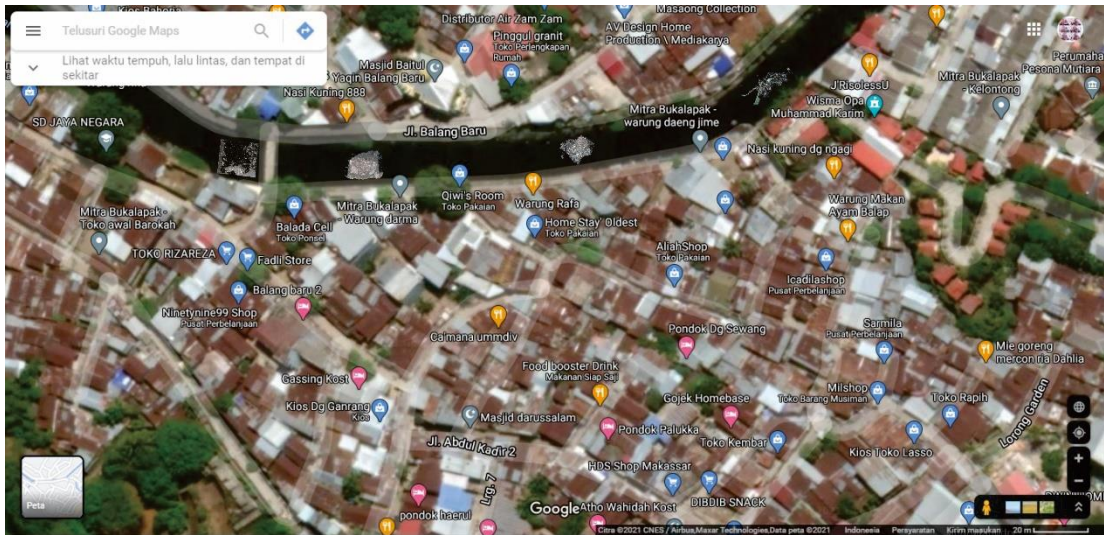 Kios Bahoria
Masaong Collection
Distributor Air Zam Zam
AV Design Home
Production \ Mediakarya
Telusuri Google Maps
Pinggul granit
Toko Perlengkapan
Rumah
Perumaha
Pesona Mutiara
Lihat waktu tempuh, lalu lintas, dan tempat di
sekitar
Masjid Baitul
Yaqin Balang Baru
J'RisolessU
Mitra Bukalapak
- Kelontong
Nasi Kuning 888
Wisma Opa
Muhammad Karim
Mitra Bukalapak -
warung daeng jime
SD JAYA NEGARA
Jl. Balang Baru
Nasi kuning dg ngagi
Qiwi's Room
Toko Pakaian
Mitra Bukalapak
- Warung darma
Warung Rafa
Warung Makan
Ayam Balap
Mitra Bukalapak -
Toko awal Barokah
Balada Cell
Toko Ponsel
Home Stay' Oldest
Toko Pakaian
TOKO RIZAREZA
Fadli Store
AliahShop
Toko Pakaian
Icadilashop
Pusat Perbelanjaan
Balang baru 2
Ninetynine99 Shop
Pusat Perbelanjaan
Caimana ummdiv
Pondok Dg Sewang
Sarmila
Pusat Perbelanjaan
Mie goreng
mercon ria Dahlia
Gassing Kost
Food booster Drink
Makanan Siap Saji
Milshop
Toko Barang Musiman
Toko Rapih
Kios Dg Ganrang
Kios
Masjid darussalam
Gojek Homebase
Pondok Palukka
Toko Kembar
Kios Toko Lasso
Lorong Garden
Jl. Abdul Kadir 2
Lrg. 7
HDS Shop Makassar
DIBDIB SNACK
Peta
pondok haerul
Google
Atho Wahidah Kost
Citra ©2021 CNES / Airbus,Maxar Technologies,Data peta ©2021
Indonesia
Persyaratan
Kirim masukan
20 m